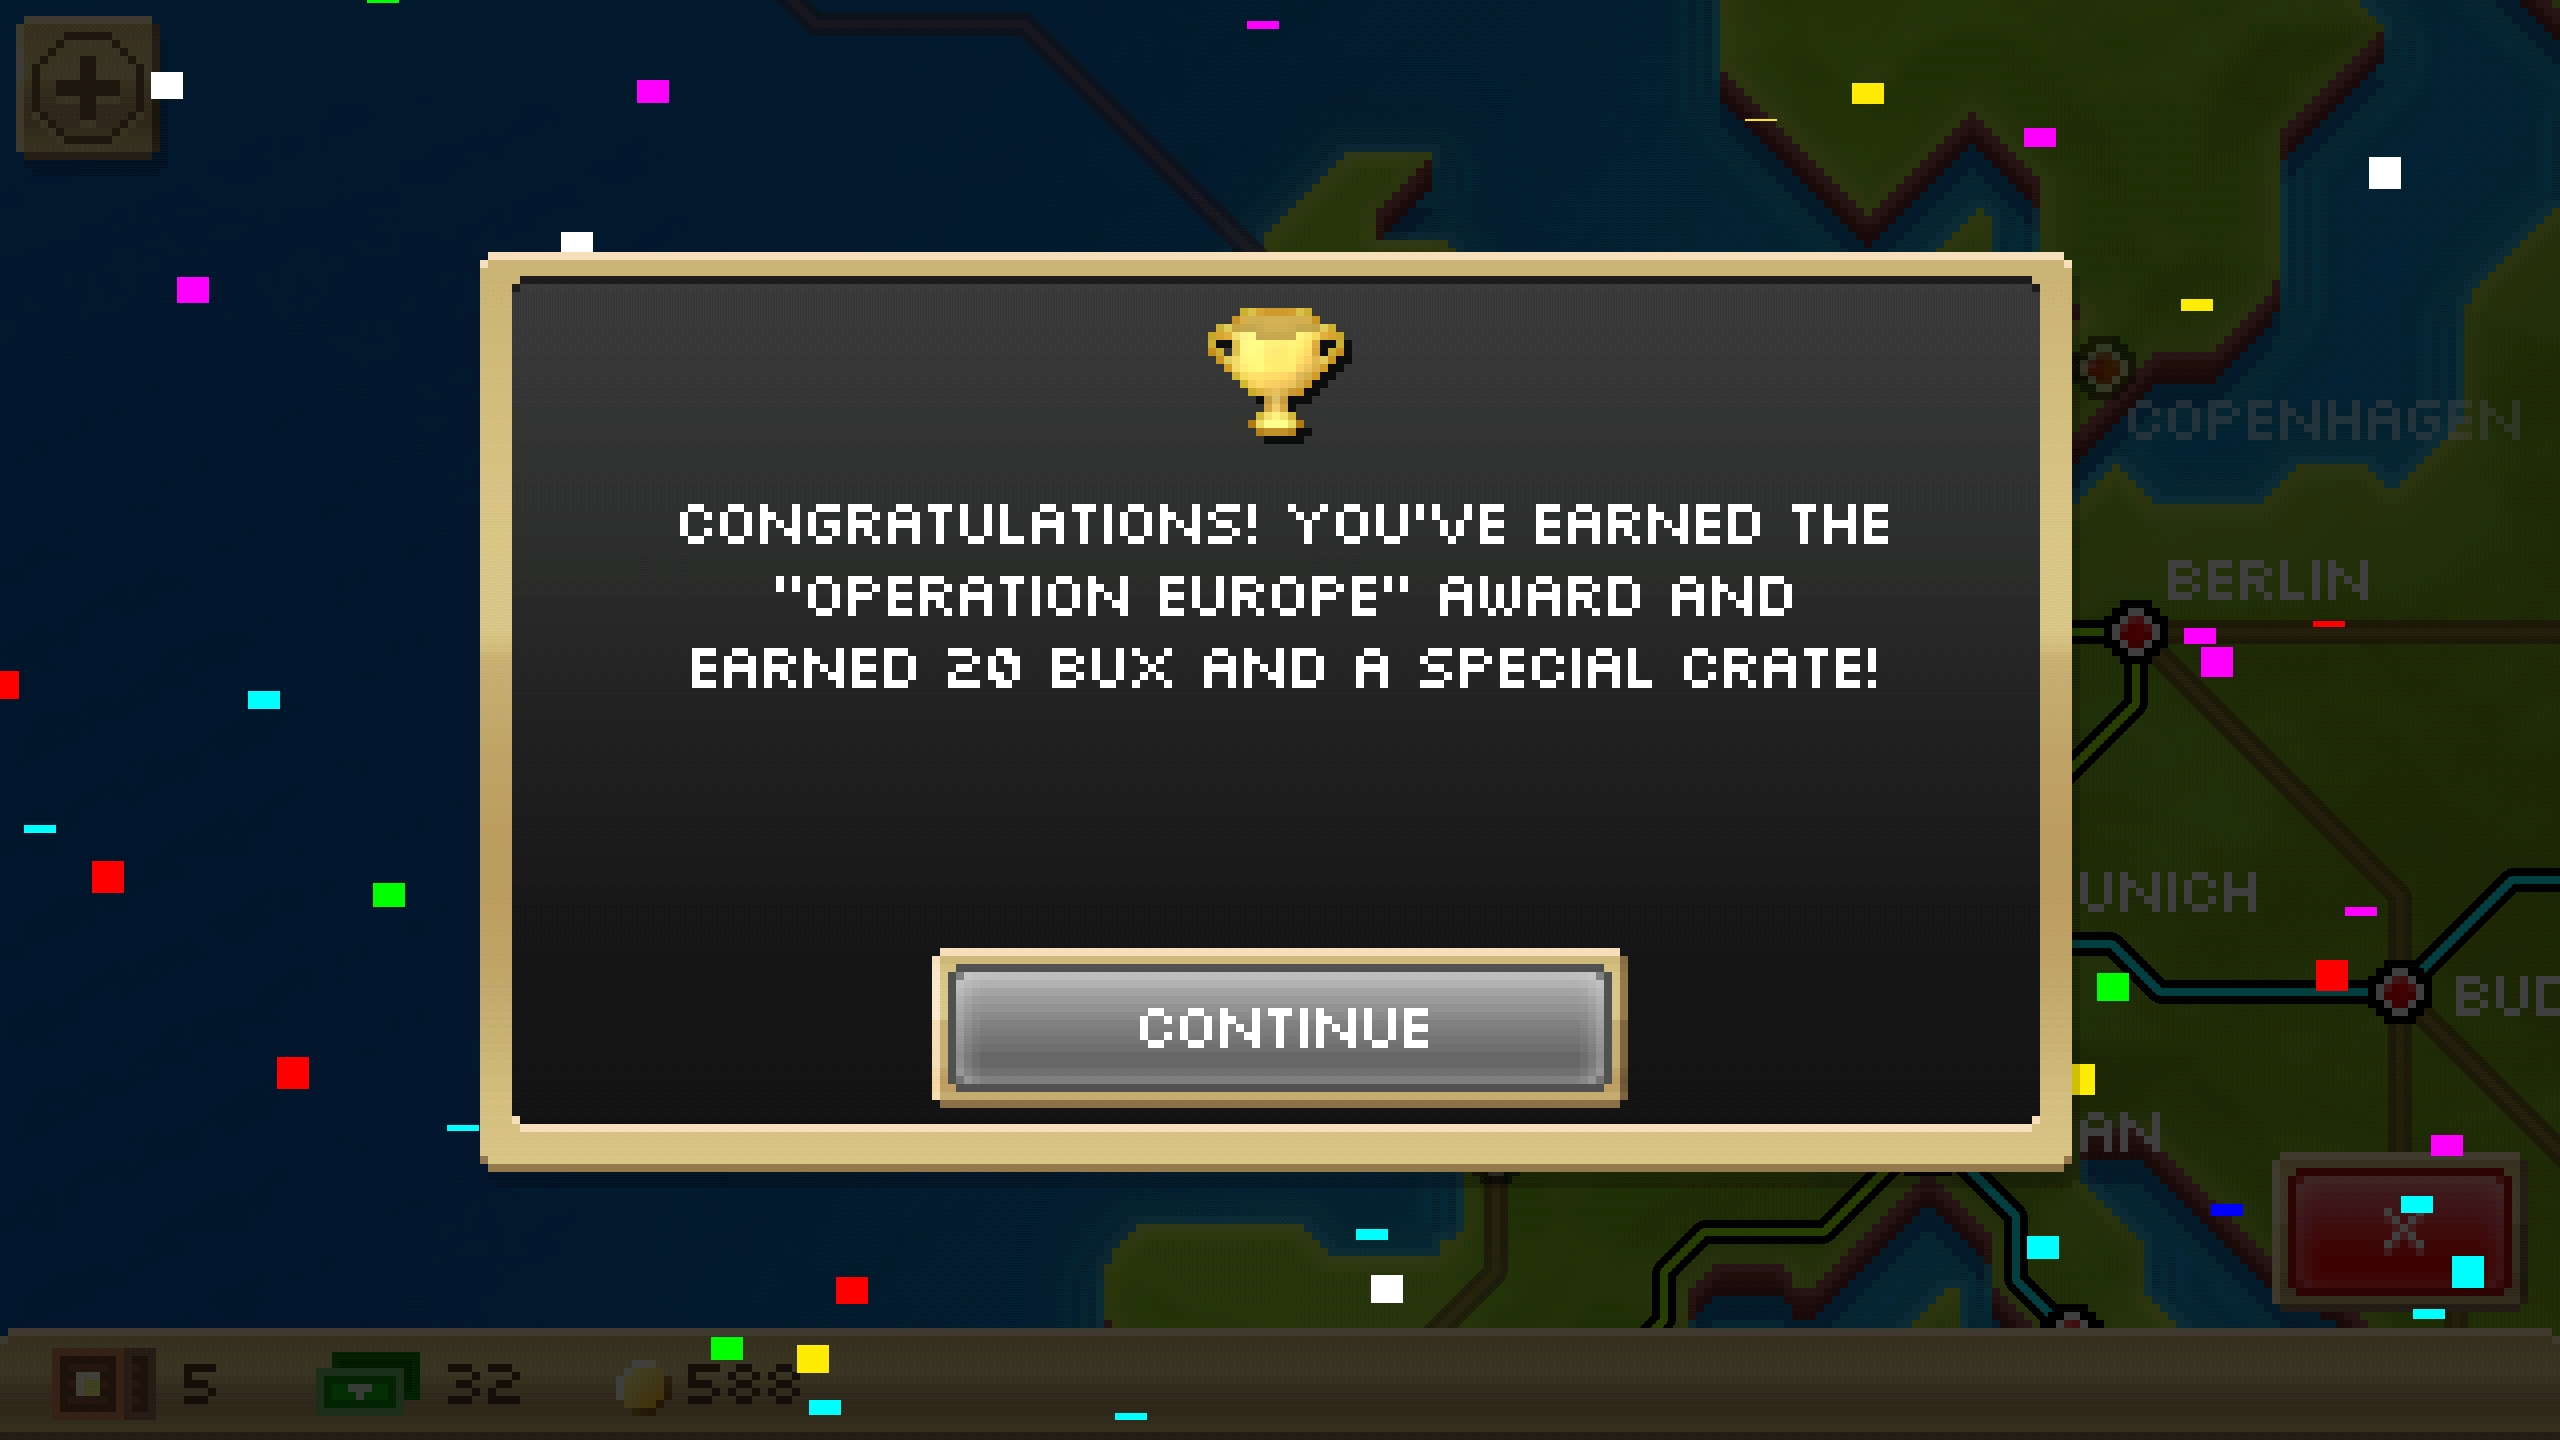 COPENHAGEN
CONGRATULATIONS! YOU'VE EARNED THE
"OPERATION EUROPE" AWARD AND
EARNED 20 BUX AND A SPECIAL CRATE!
BERLIN
UNICH
BUD
CONTINUE
AN
X
5 32 588